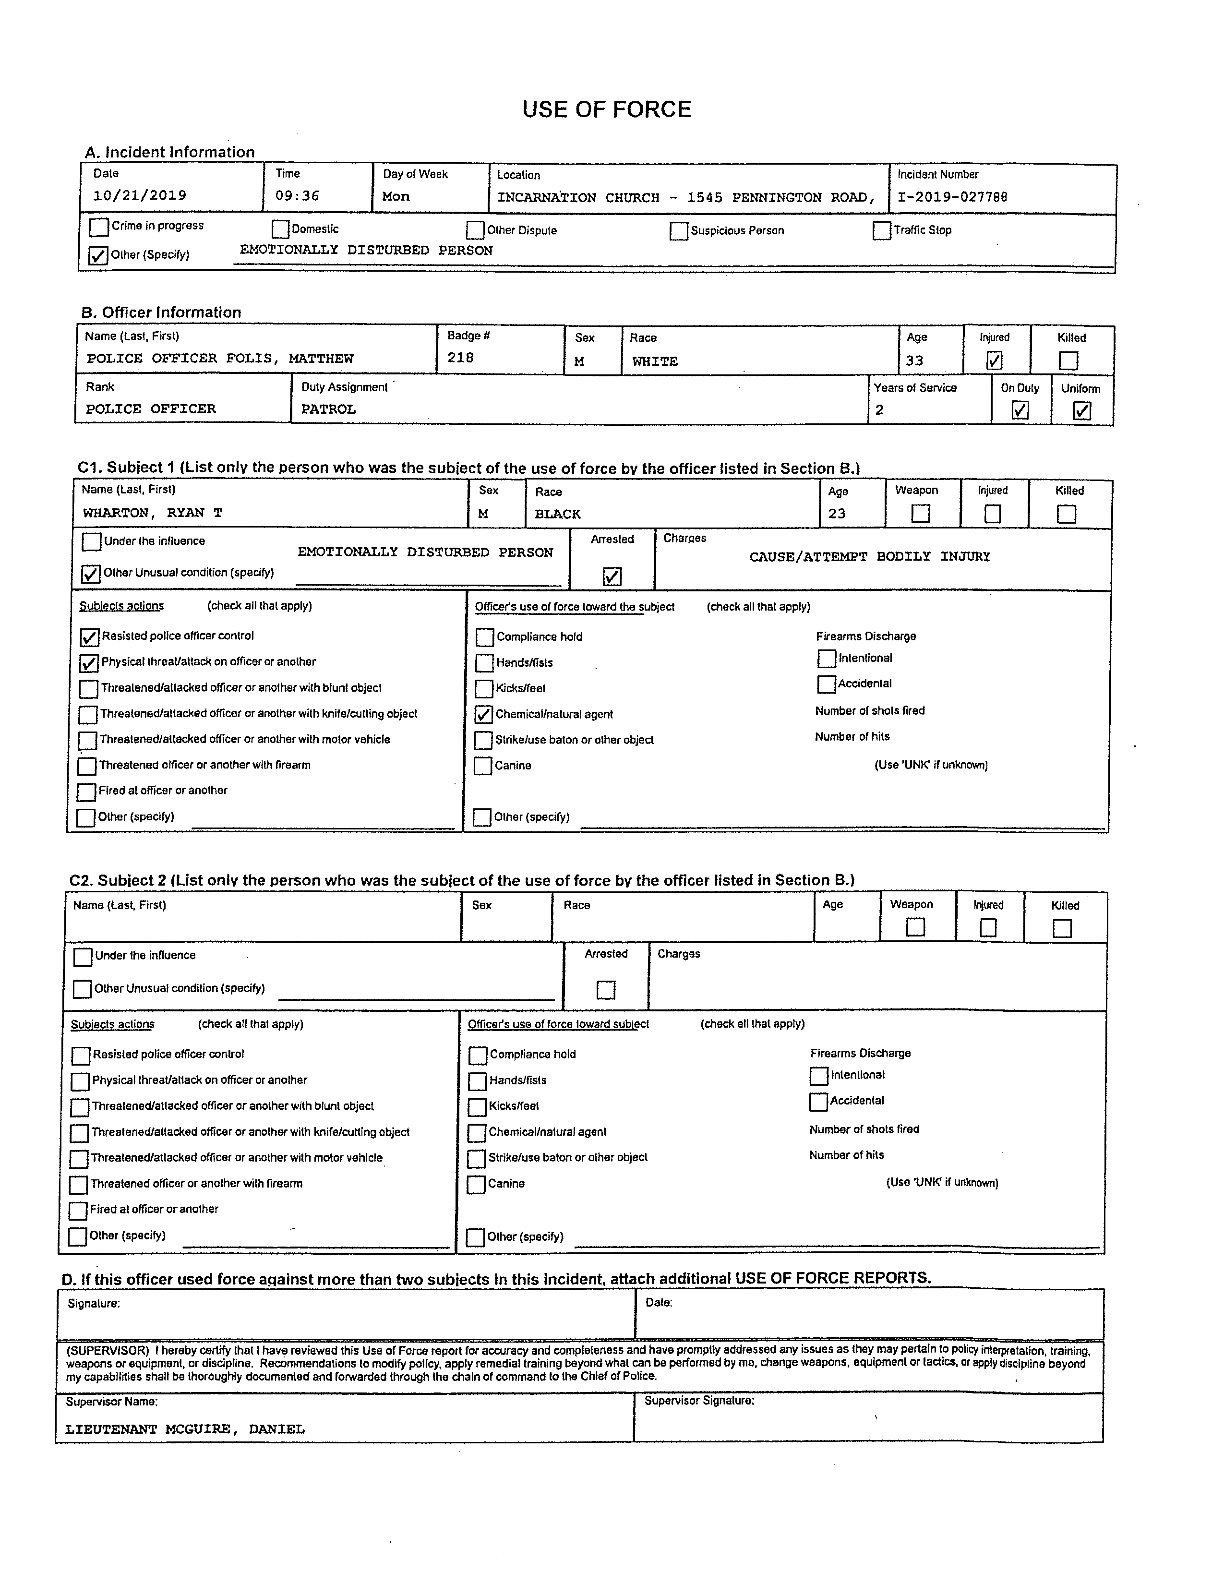 USE OF FORCE
A. Incident Information
Date Time Day of Week Location Incident Number
10/21/2019 09:36 Mon INCARNATION CHURCH - 1545 PENNINGTON ROAD, I-2019-027788
Crime in progress Domestic Other Dispute Suspicious Person Traffic Stop
Other (Specify) EMOTIONALLY DISTURBED PERSON
B. Officer Information
Name (Last, First) Badge # Sex Race Age Injured Killed
POLICE OFFICER FOLIS, MATTHEW 218 M WHITE 33
Rank Duty Assignment Years of Service On Duty Uniform
POLICE OFFICER PATROL 2
C1. Subject 1 (List only the person who was the subject of the use of force by the officer listed in Section B.)
Name (Last, First) Sex Race Age Weapon Injured Killed
WHARTON, RYAN T M BLACK 23
Under the influence EMOTIONALLY DISTURBED PERSON Arrested Charges
CAUSE/ATTEMPT BODILY INJURY
Other Unusual condition (specify)
Subjects actions (check all that apply) Officer's use of force toward the subject (check all that apply)
Resisted police officer control Compliance hold Firearms Discharge
Physical threat/attack on officer or another Hands/fists Intentional
Threatened/attacked officer or another with blunt object Kicks/feet Accidental
Threatened/attacked officer or another with knife/cutting object Chemical/natural agent Number of shots fired
Threatened/attacked officer or another with motor vehicle Strike/use baton or other object Number of hits
Threatened officer or another with firearm Canine (Use 'UNK' if unknown)
Fired at officer or another
Other (specify) Other (specify)
C2. Subject 2 (List only the person who was the subject of the use of force by the officer listed in Section B.)
Name (Last, First) Sex Race Age Weapon Injured Killed
Under the influence Arrested Charges
Other Unusual condition (specify)
Subjects actions (check all that apply) Officer's use of force toward subject (check all that apply)
Resisted police officer control Compliance hold Firearms Discharge
Physical threat/attack on officer or another Hands/fists Intentional
Threatened/attacked officer or another with blunt object Kicks/feet Accidental
Threatened/attacked officer or another with knife/cutting object Chemical/natural agent Number of shots fired
Threatened/attacked officer or another with motor vehicle Strike/use baton or other object Number of hits
Threatened officer or another with firearm Canine (Use 'UNK' if unknown)
Fired at officer or another
Other (specify) Other (specify)
D. If this officer used force against more than two subjects in this incident, attach additional USE OF FORCE REPORTS.
Signature: Date:
(SUPERVISOR) I hereby certify that I have reviewed this Use of Force report for accuracy and completeness and have promptly addressed any issues as they may pertain to policy interpretation, training,
weapons or equipment, or discipline. Recommendations to modify policy, apply remedial training beyond what can be performed by me, change weapons, equipment or tactics, or apply discipline beyond
my capabilities shall be thoroughly documented and forwarded through the chain of command to the Chief of Police.
Supervisor Name: Supervisor Signature:
LIEUTENANT MCGUIRE, DANIEL